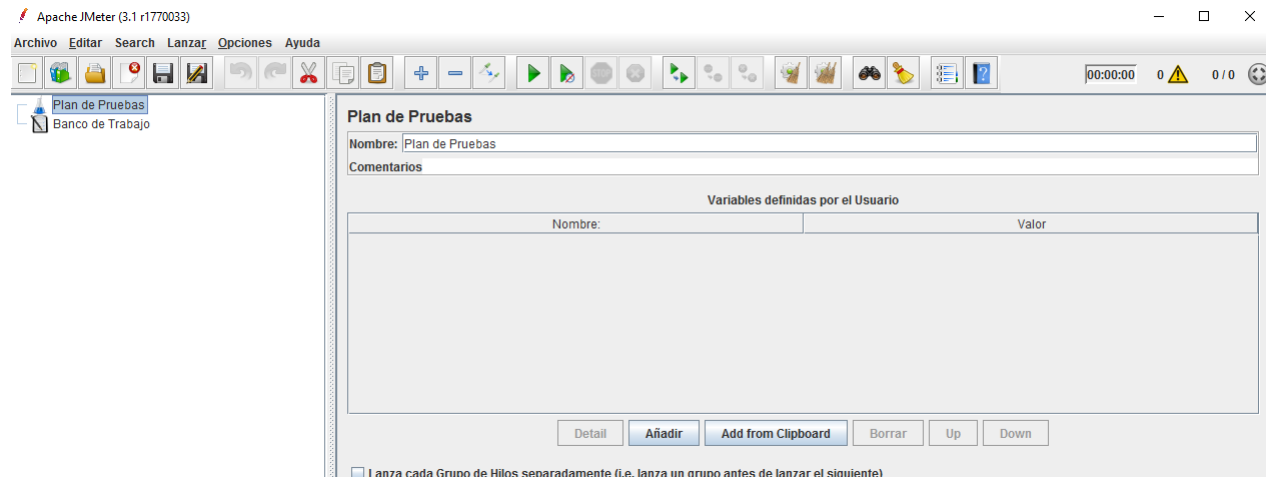 Apache JMeter (3.1 r1770033)
Archivo Editar Search Lanzar Opciones Ayuda
00:00:00 0 0 / 0
Plan de Pruebas
Banco de Trabajo
Plan de Pruebas
Nombre: Plan de Pruebas
Comentarios
Variables definidas por el Usuario
Nombre: Valor
Detail Añadir Add from Clipboard Borrar Up Down
Lanza cada Grupo de Hilos separadamente (i.e. lanza un grupo antes de lanzar el siguiente)